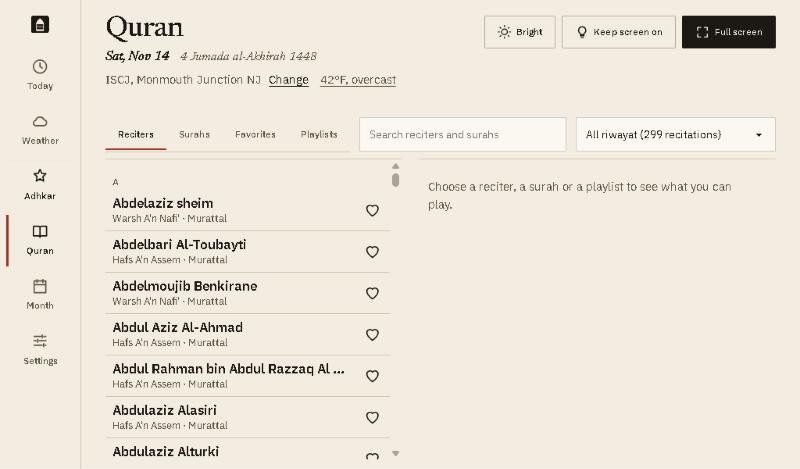 Quran
Sat, Nov 14 4 Jumada al-Akhirah 1448
ISCJ, Monmouth Junction NJ Change 42°F, overcast
Bright
Keep screen on
Full screen
Today
Weather
Adhkar
Quran
Month
Settings
Reciters Surahs Favorites Playlists
Search reciters and surahs
All riwayat (299 recitations)
A
Abdelaziz sheim
Warsh A'n Nafi' · Murattal
Abdelbari Al-Toubayti
Hafs A'n Assem · Murattal
Abdelmoujib Benkirane
Warsh A'n Nafi' · Murattal
Abdul Aziz Al-Ahmad
Hafs A'n Assem · Murattal
Abdul Rahman bin Abdul Razzaq Al ...
Hafs A'n Assem · Murattal
Abdulaziz Alasiri
Hafs A'n Assem · Murattal
Abdulaziz Alturki
Choose a reciter, a surah or a playlist to see what you can
play.